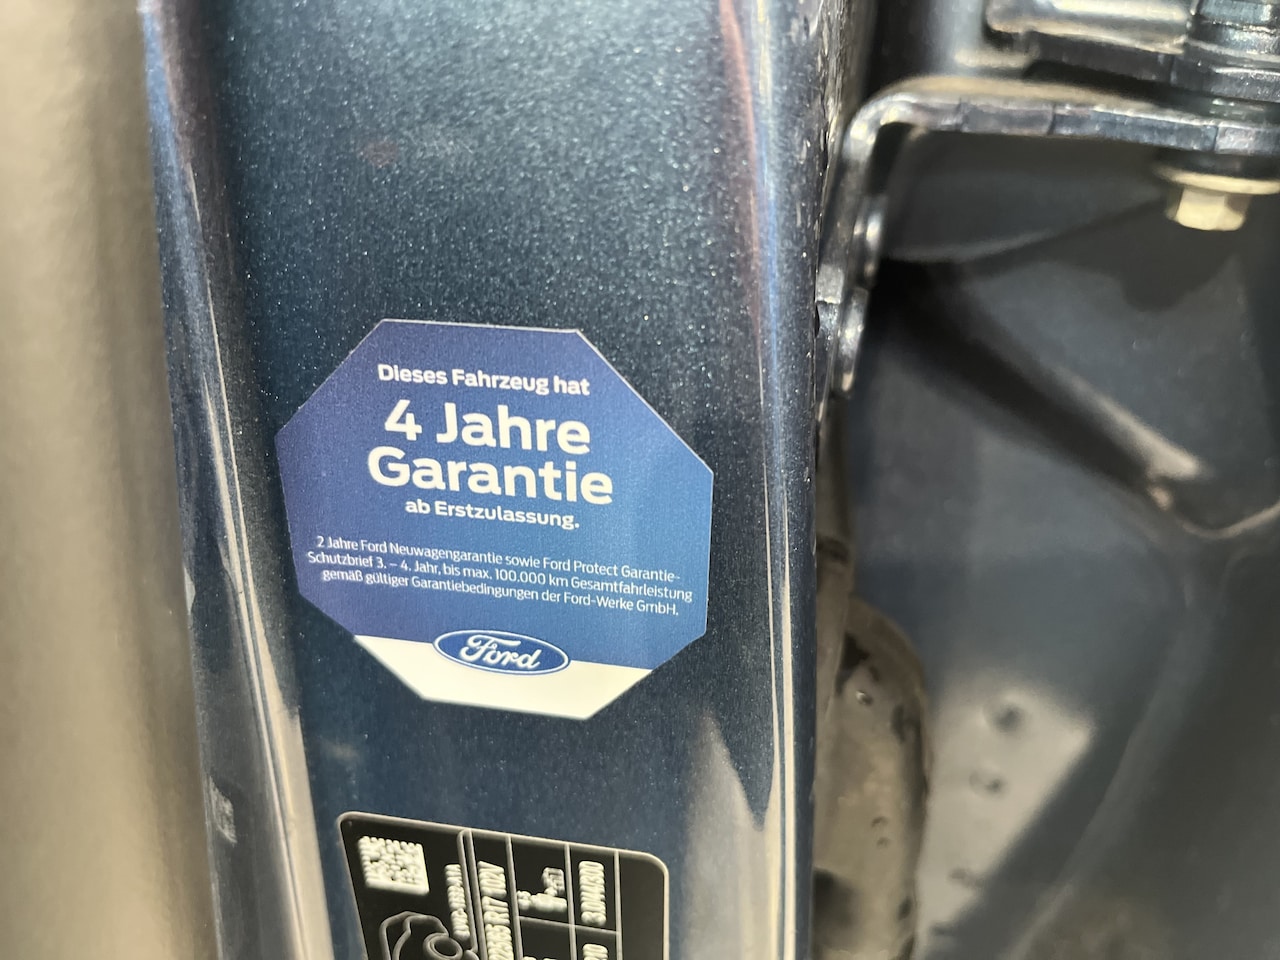 Dieses Fahrzeug hat
4 Jahre
Garantie
ab Erstzulassung.
2 Jahre Ford Neuwagengarantie sowie Ford Protect Garantie-
Schutzbrief 3. – 4. Jahr, bis max. 100.000 km Gesamtfahrleistung
gemäß gültiger Garantiebedingungen der Ford-Werke GmbH.
Ford